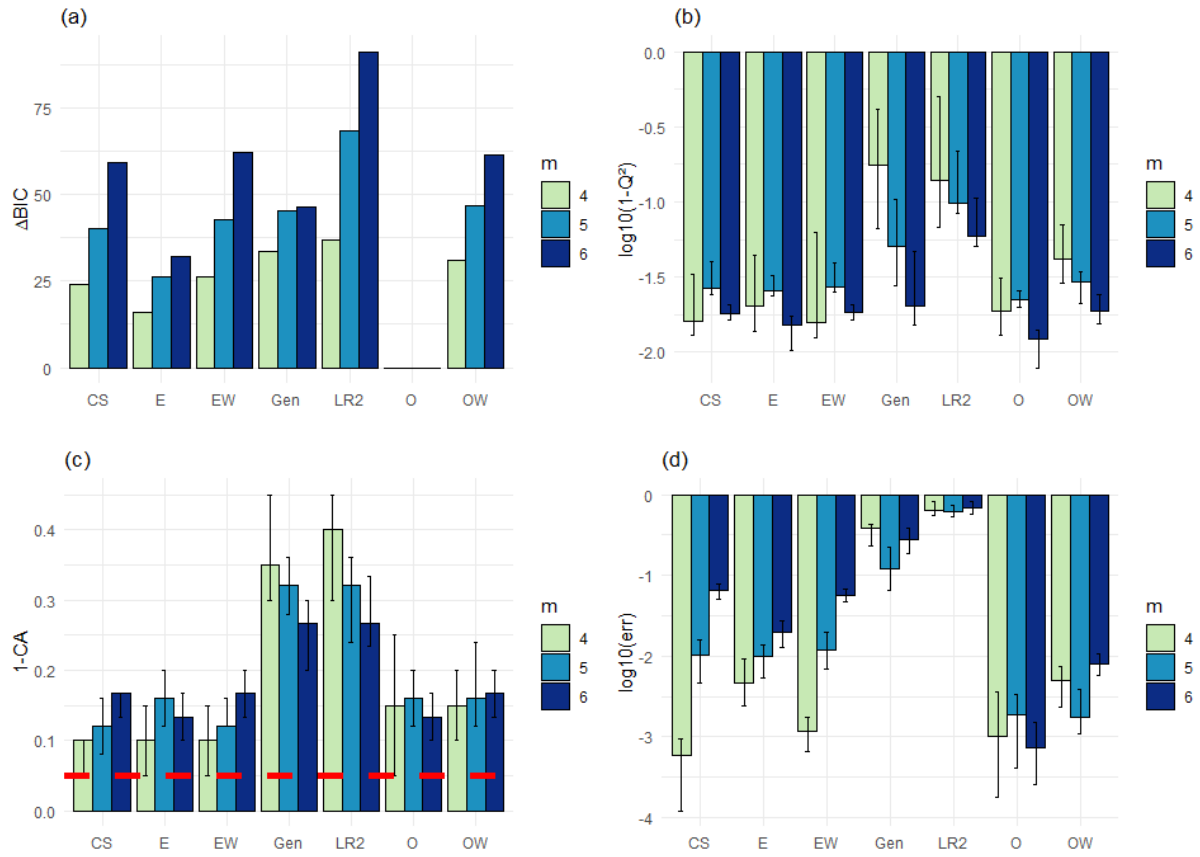 (a)
ΔBIC
75
50
25
0
CS E EW Gen LR2 O OW
m
4
5
6
(b)
log10(1-Q²)
0.0
-0.5
-1.0
-1.5
-2.0
CS E EW Gen LR2 O OW
m
4
5
6
(c)
1-CA
0.4
0.3
0.2
0.1
0.0
CS E EW Gen LR2 O OW
m
4
5
6
(d)
log10(err)
0
-1
-2
-3
-4
CS E EW Gen LR2 O OW
m
4
5
6